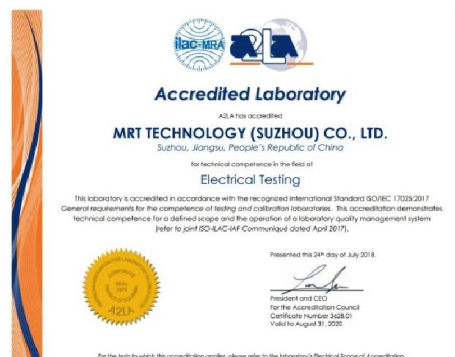 ilac-MRA
A2LA
Accredited Laboratory
A2LA has accredited
MRT TECHNOLOGY (SUZHOU) CO., LTD.
Suzhou, Jiangsu, People's Republic of China
for technical competence in the field of
Electrical Testing
This laboratory is accredited in accordance with the recognized International Standard ISO/IEC 17025:2017
General requirements for the competence of testing and calibration laboratories. This accreditation demonstrates
technical competence for a defined scope and the operation of a laboratory quality management system
(refer to joint ISO-ILAC-IAF Communiqué dated April 2017).
Presented this 24th day of July 2018.
President and CEO
For the Accreditation Council
Certificate Number 3628.01
Valid to August 31, 2020
CORPORATE
SEAL
A2LA
For the tests to which this accreditation applies, please refer to the laboratory's Electrical Scope of Accreditation.